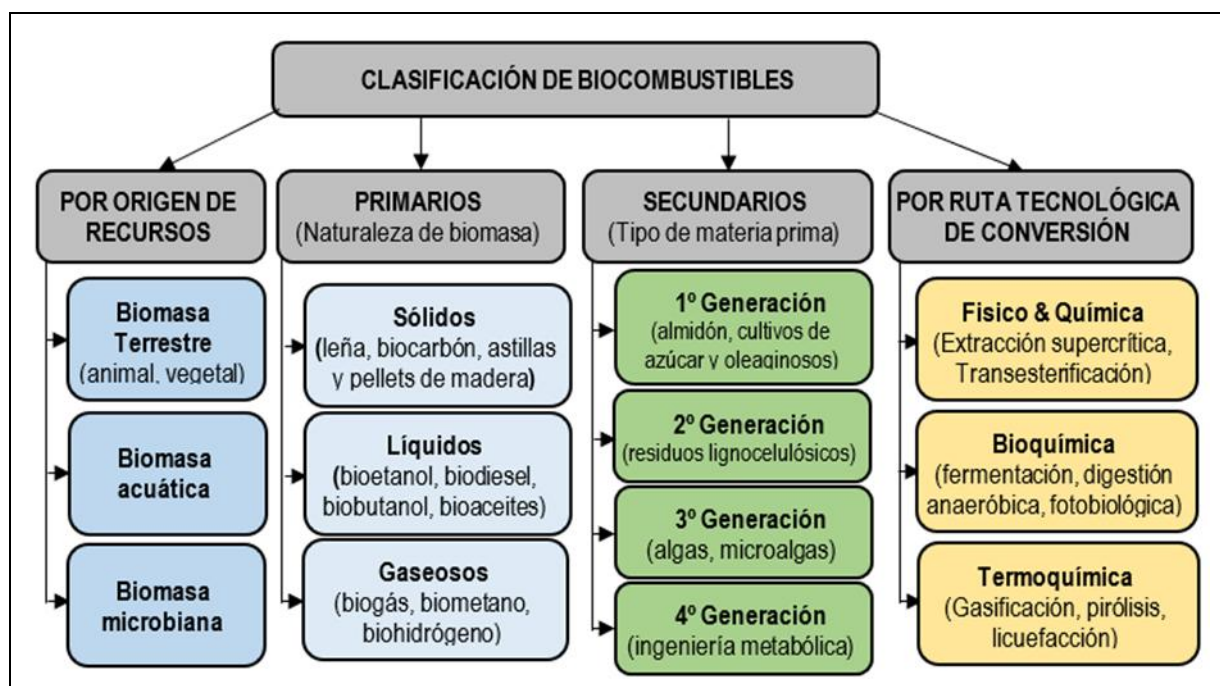 CLASIFICACIÓN DE BIOCOMBUSTIBLES
POR ORIGEN DE
RECURSOS
Biomasa
Terrestre
(animal, vegetal)
Biomasa
acuática
Biomasa
microbiana
PRIMARIOS
(Naturaleza de biomasa)
Sólidos
(leña, biocarbón, astillas
y pellets de madera)
Líquidos
(bioetanol, biodiesel,
biobutanol, bioaceites)
Gaseosos
(biogás, biometano,
biohidrógeno)
SECUNDARIOS
(Tipo de materia prima)
1º Generación
(almidón, cultivos de
azúcar y oleaginosos)
2º Generación
(residuos lignocelulósicos)
3º Generación
(algas, microalgas)
4º Generación
(ingeniería metabólica)
POR RUTA TECNOLÓGICA
DE CONVERSIÓN
Fisico & Química
(Extracción supercrítica,
Transesterificación)
Bioquímica
(fermentación, digestión
anaeróbica, fotobiológica)
Termoquímica
(Gasificación, pirólisis,
licuefacción)